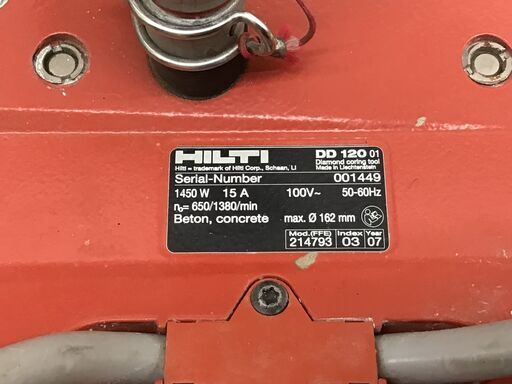 HILTI DD 120 01
Hilti = trademark of Hilti Corp., Schaan, LI Diamond coring tool
Made in Liechtenstein
Serial-Number 001449
1450 W 15 A 100V~ 50-60Hz
n₀= 650/1380/min
Beton, concrete max. Ø 162 mm
Mod.(FFE) Index Year
214793 03 07